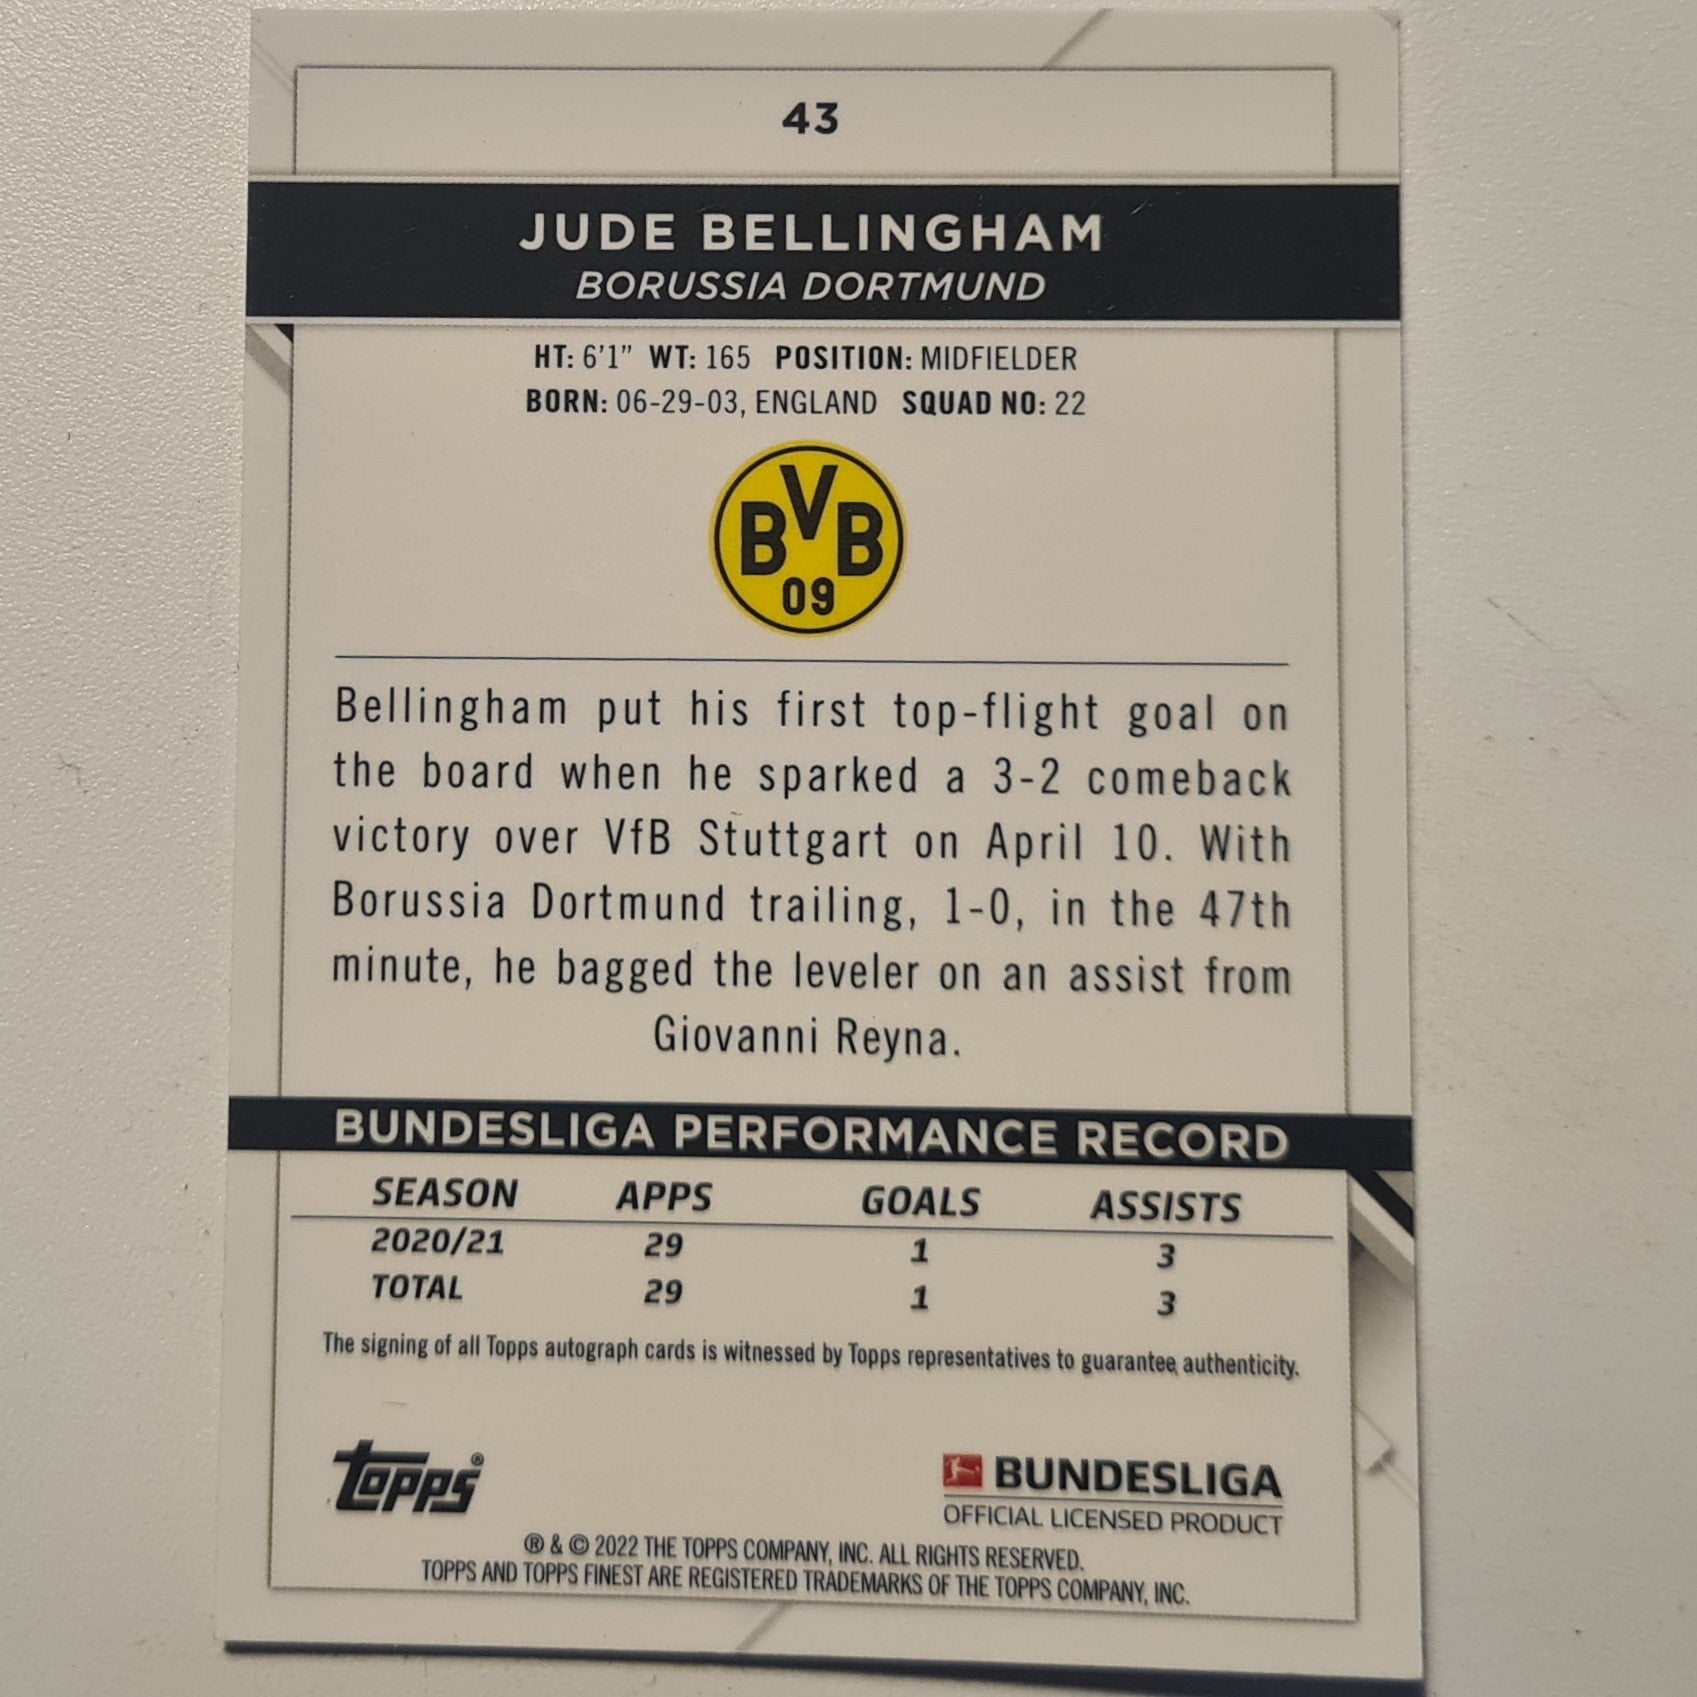 43
JUDE BELLINGHAM
BORUSSIA DORTMUND
HT: 6'1" WT: 165 POSITION: MIDFIELDER
BORN: 06-29-03, ENGLAND SQUAD NO: 22
BVB
09
Bellingham put his first top-flight goal on
the board when he sparked a 3-2 comeback
victory over VfB Stuttgart on April 10. With
Borussia Dortmund trailing, 1-0, in the 47th
minute, he bagged the leveler on an assist from
Giovanni Reyna.
BUNDESLIGA PERFORMANCE RECORD
SEASON APPS GOALS ASSISTS
2020/21 29 1 3
TOTAL 29 1 3
The signing of all Topps autograph cards is witnessed by Topps representatives to guarantee authenticity.
topps®
BUNDESLIGA
OFFICIAL LICENSED PRODUCT
® & © 2022 THE TOPPS COMPANY, INC. ALL RIGHTS RESERVED.
TOPPS AND TOPPS FINEST ARE REGISTERED TRADEMARKS OF THE TOPPS COMPANY, INC.